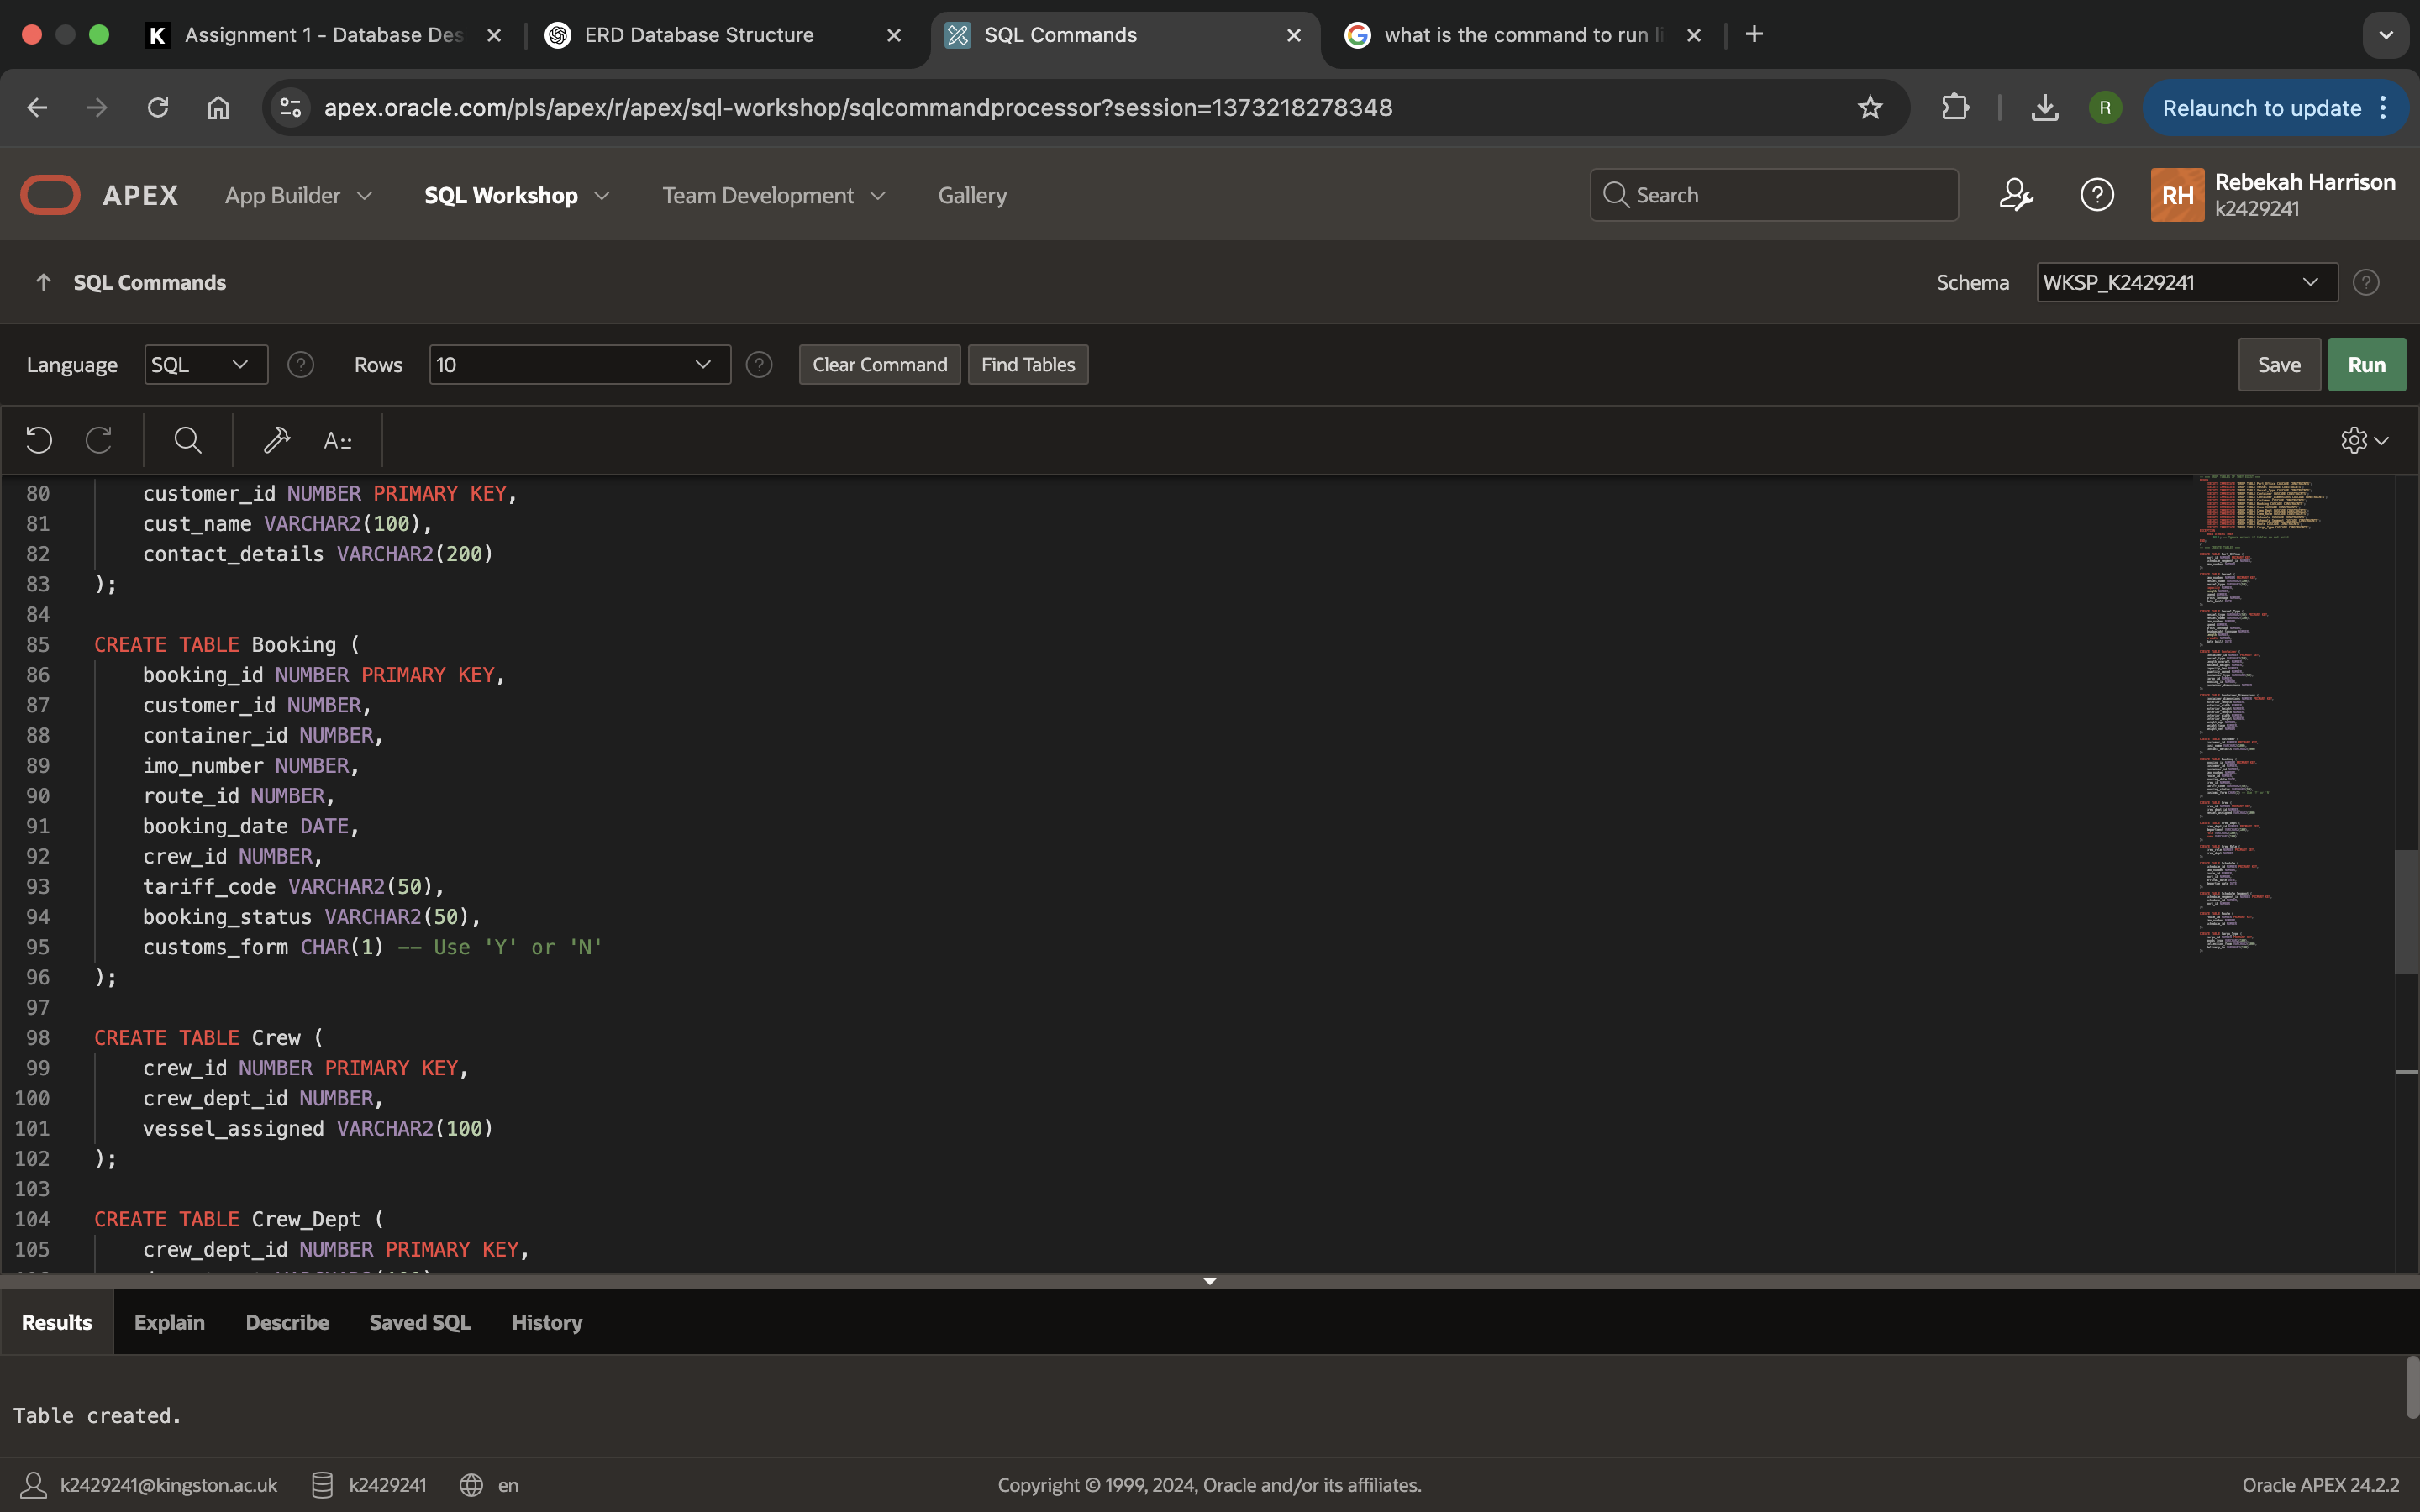 K Assignment 1 - Database Des
ERD Database Structure
SQL Commands
what is the command to run li
apex.oracle.com/pls/apex/r/apex/sql-workshop/sqlcommandprocessor?session=1373218278348
R
Relaunch to update
APEX
App Builder
SQL Workshop
Team Development
Gallery
Search
RH
Rebekah Harrison
k2429241
SQL Commands
Schema
WKSP_K2429241
Language
SQL
Rows
10
Clear Command
Find Tables
Save
Run
80 customer_id NUMBER PRIMARY KEY,
81 cust_name VARCHAR2(100),
82 contact_details VARCHAR2(200)
83 );
84
85 CREATE TABLE Booking (
86 booking_id NUMBER PRIMARY KEY,
87 customer_id NUMBER,
88 container_id NUMBER,
89 imo_number NUMBER,
90 route_id NUMBER,
91 booking_date DATE,
92 crew_id NUMBER,
93 tariff_code VARCHAR2(50),
94 booking_status VARCHAR2(50),
95 customs_form CHAR(1) -- Use 'Y' or 'N'
96 );
97
98 CREATE TABLE Crew (
99 crew_id NUMBER PRIMARY KEY,
100 crew_dept_id NUMBER,
101 vessel_assigned VARCHAR2(100)
102 );
103
104 CREATE TABLE Crew_Dept (
105 crew_dept_id NUMBER PRIMARY KEY,
Results
Explain
Describe
Saved SQL
History
Table created.
k2429241@kingston.ac.uk
k2429241
en
Copyright © 1999, 2024, Oracle and/or its affiliates.
Oracle APEX 24.2.2